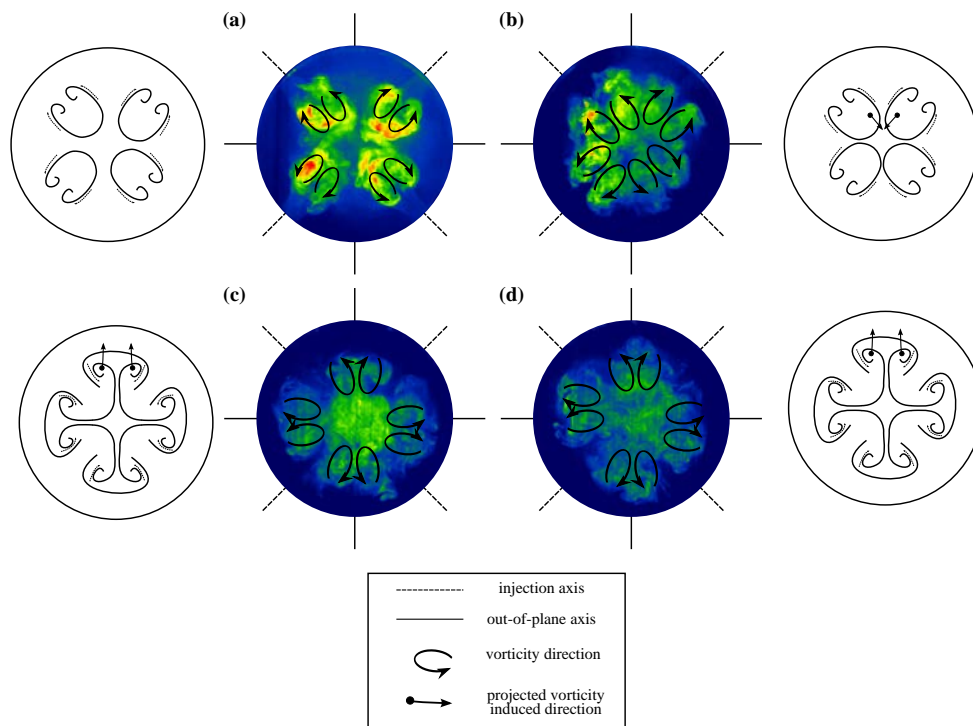 (a)
(b)
(c)
(d)
injection axis
out-of-plane axis
vorticity direction
projected vorticity
induced direction